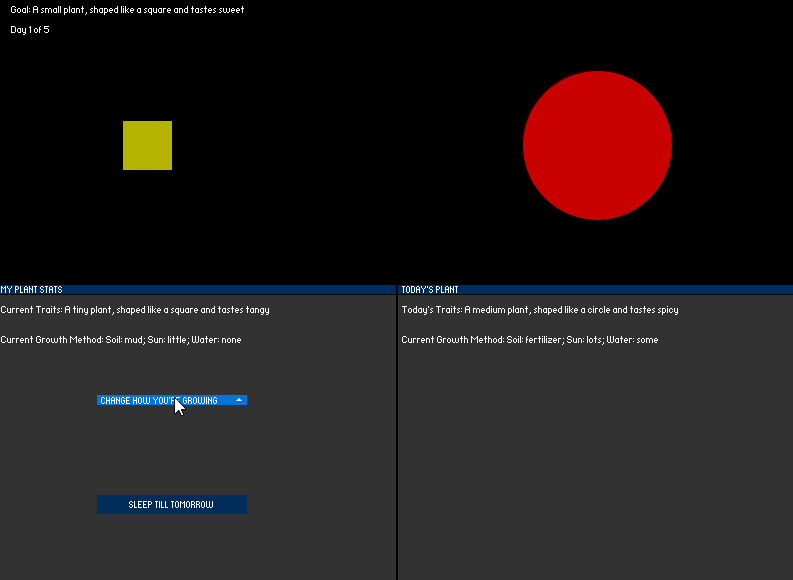 Goal: A small plant, shaped like a square and tastes sweet
Day 1 of 5
MY PLANT STATS
Current Traits: A tiny plant, shaped like a square and tastes tangy
Current Growth Method: Soil: mud; Sun: little; Water: none
CHANGE HOW YOU'RE GROWING
SLEEP TILL TOMORROW
TODAY'S PLANT
Today's Traits: A medium plant, shaped like a circle and tastes spicy
Current Growth Method: Soil: fertilizer; Sun: lots; Water: some